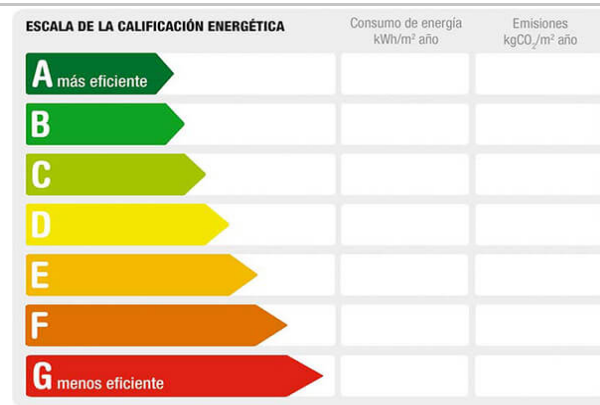 ESCALA DE LA CALIFICACIÓN ENERGÉTICA
Consumo de energía
kWh/m² año
Emisiones
kgCO₂/m² año
A más eficiente
B
C
D
E
F
G menos eficiente